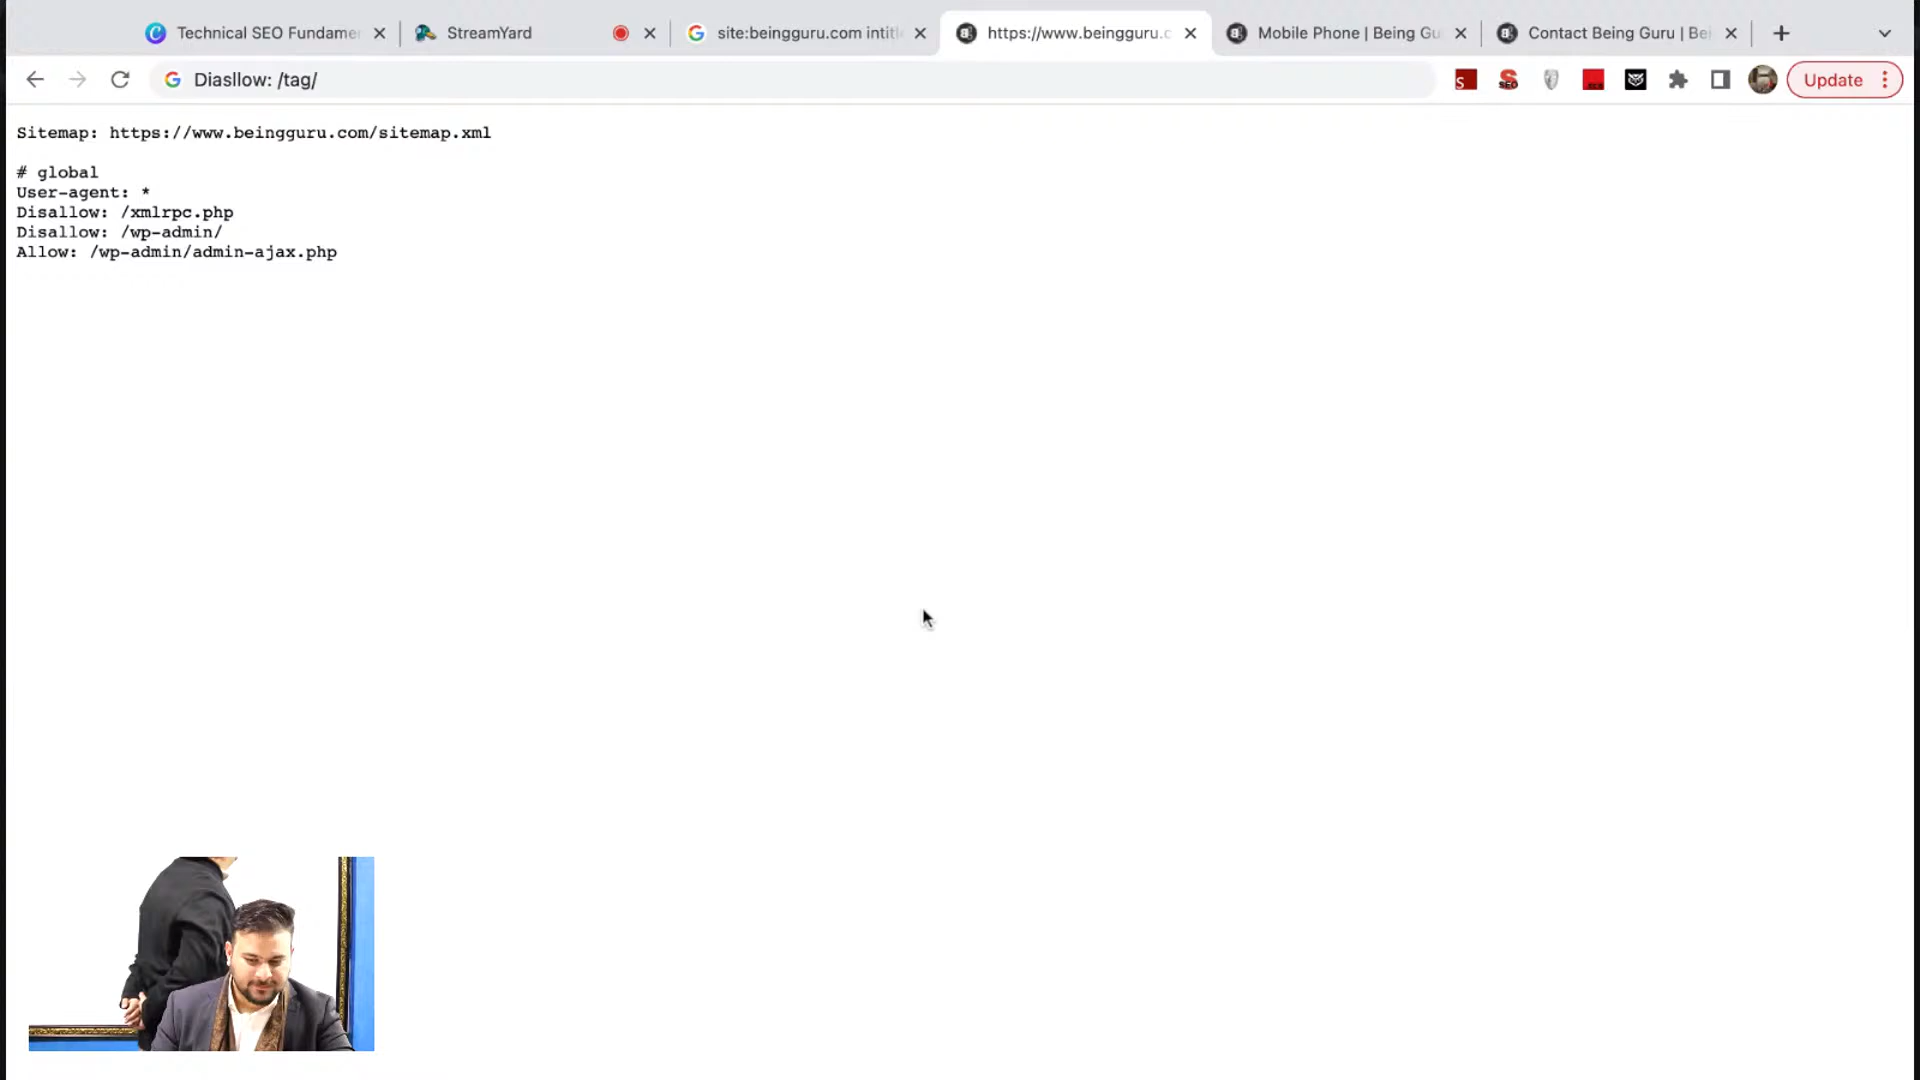 Technical SEO Fundame
StreamYard
site:beingguru.com intitl
https://www.beingguru.c
Mobile Phone | Being Gu
Contact Being Guru | Be
Diasllow: /tag/
Update
Sitemap: https://www.beingguru.com/sitemap.xml
# global
User-agent: *
Disallow: /xmlrpc.php
Disallow: /wp-admin/
Allow: /wp-admin/admin-ajax.php